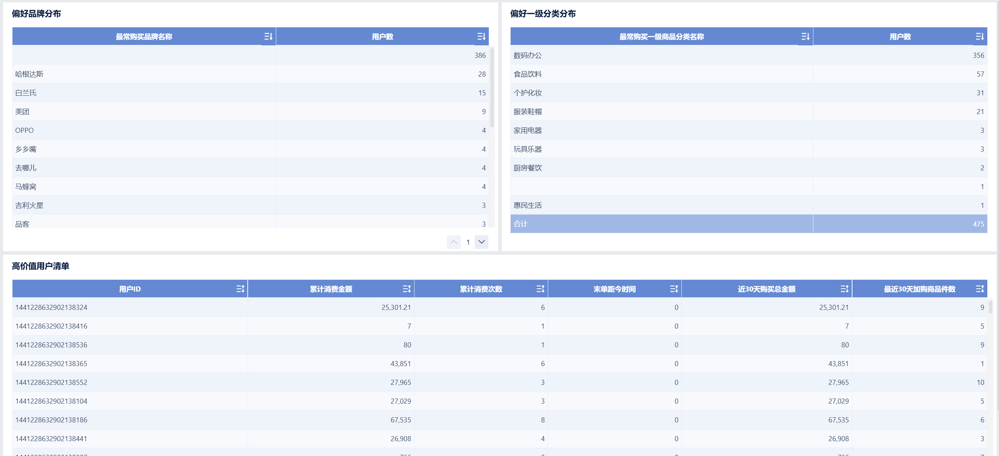 偏好品牌分布
最常购买品牌名称 用户数
386
哈根达斯 28
白兰氏 15
美团 9
OPPO 4
乡乡嘴 4
去哪儿 4
马蜂窝 4
吉利火星 3
品客 3
1
偏好一级分类分布
最常购买一级商品分类名称 用户数
数码办公 356
食品饮料 57
个护化妆 31
服装鞋帽 21
家用电器 3
玩具乐器 3
厨房餐饮 2
1
惠民生活 1
合计 475
高价值用户清单
用户ID 累计消费金额 累计消费次数 末单距今时间 近30天购买总金额 最近30天加购商品件数
1441228632902138324 25,301.21 6 0 25,301.21 9
1441228632902138416 7 1 0 7 5
1441228632902138536 80 1 0 80 9
1441228632902138365 43,851 6 0 43,851 1
1441228632902138552 27,965 3 0 27,965 10
1441228632902138104 27,029 3 0 27,029 5
1441228632902138186 67,535 8 0 67,535 6
1441228632902138441 26,908 4 0 26,908 3